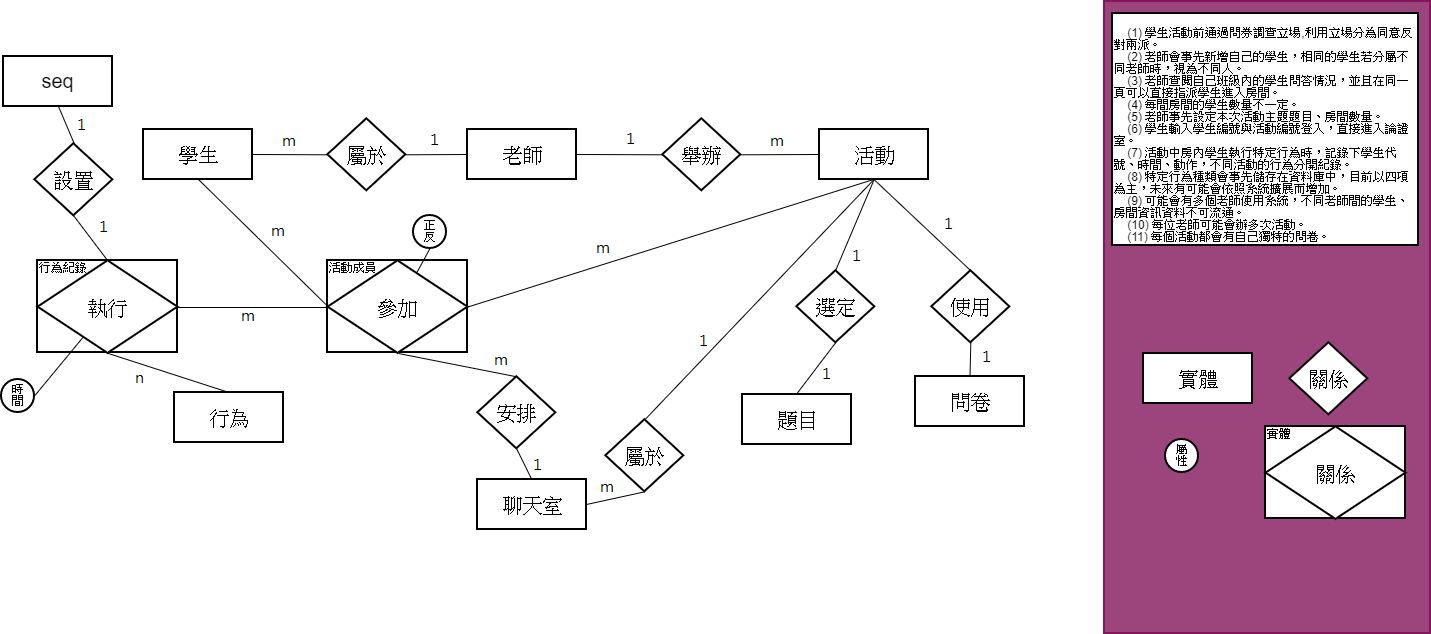 seq
1
設置
1
學生
m
屬於
1
老師
1
舉辦
m
活動
m
正
反
m
1
1
行為紀錄
執行
m
活動成員
參加
選定
使用
1
1
1
時
間
n
行為
m
安排
1
聊天室
m
屬於
題目
問卷
(1) 學生活動前通過問券調查立場,利用立場分為同意反
對兩派。
(2) 老師會事先新增自己的學生，相同的學生若分屬不
同老師時，視為不同人。
(3) 老師查閱自己班級內的學生問答情況，並且在同一
頁可以直接指派學生進入房間。
(4) 每間房間的學生數量不一定。
(5) 老師事先設定本次活動主題題目、房間數量。
(6) 學生輸入學生編號與活動編號登入，直接進入論證
室。
(7) 活動中房內學生執行特定行為時，記錄下學生代
號、時間、動作，不同活動的行為分開紀錄。
(8) 特定行為種類會事先儲存在資料庫中，目前以四項
為主，未來有可能會依照系統擴展而增加。
(9) 可能會有多個老師使用系統，不同老師間的學生、
房間資訊資料不可流通。
(10) 每位老師可能會辦多次活動。
(11) 每個活動都會有自己獨特的問卷。
實體
關係
屬
性
實體
關係